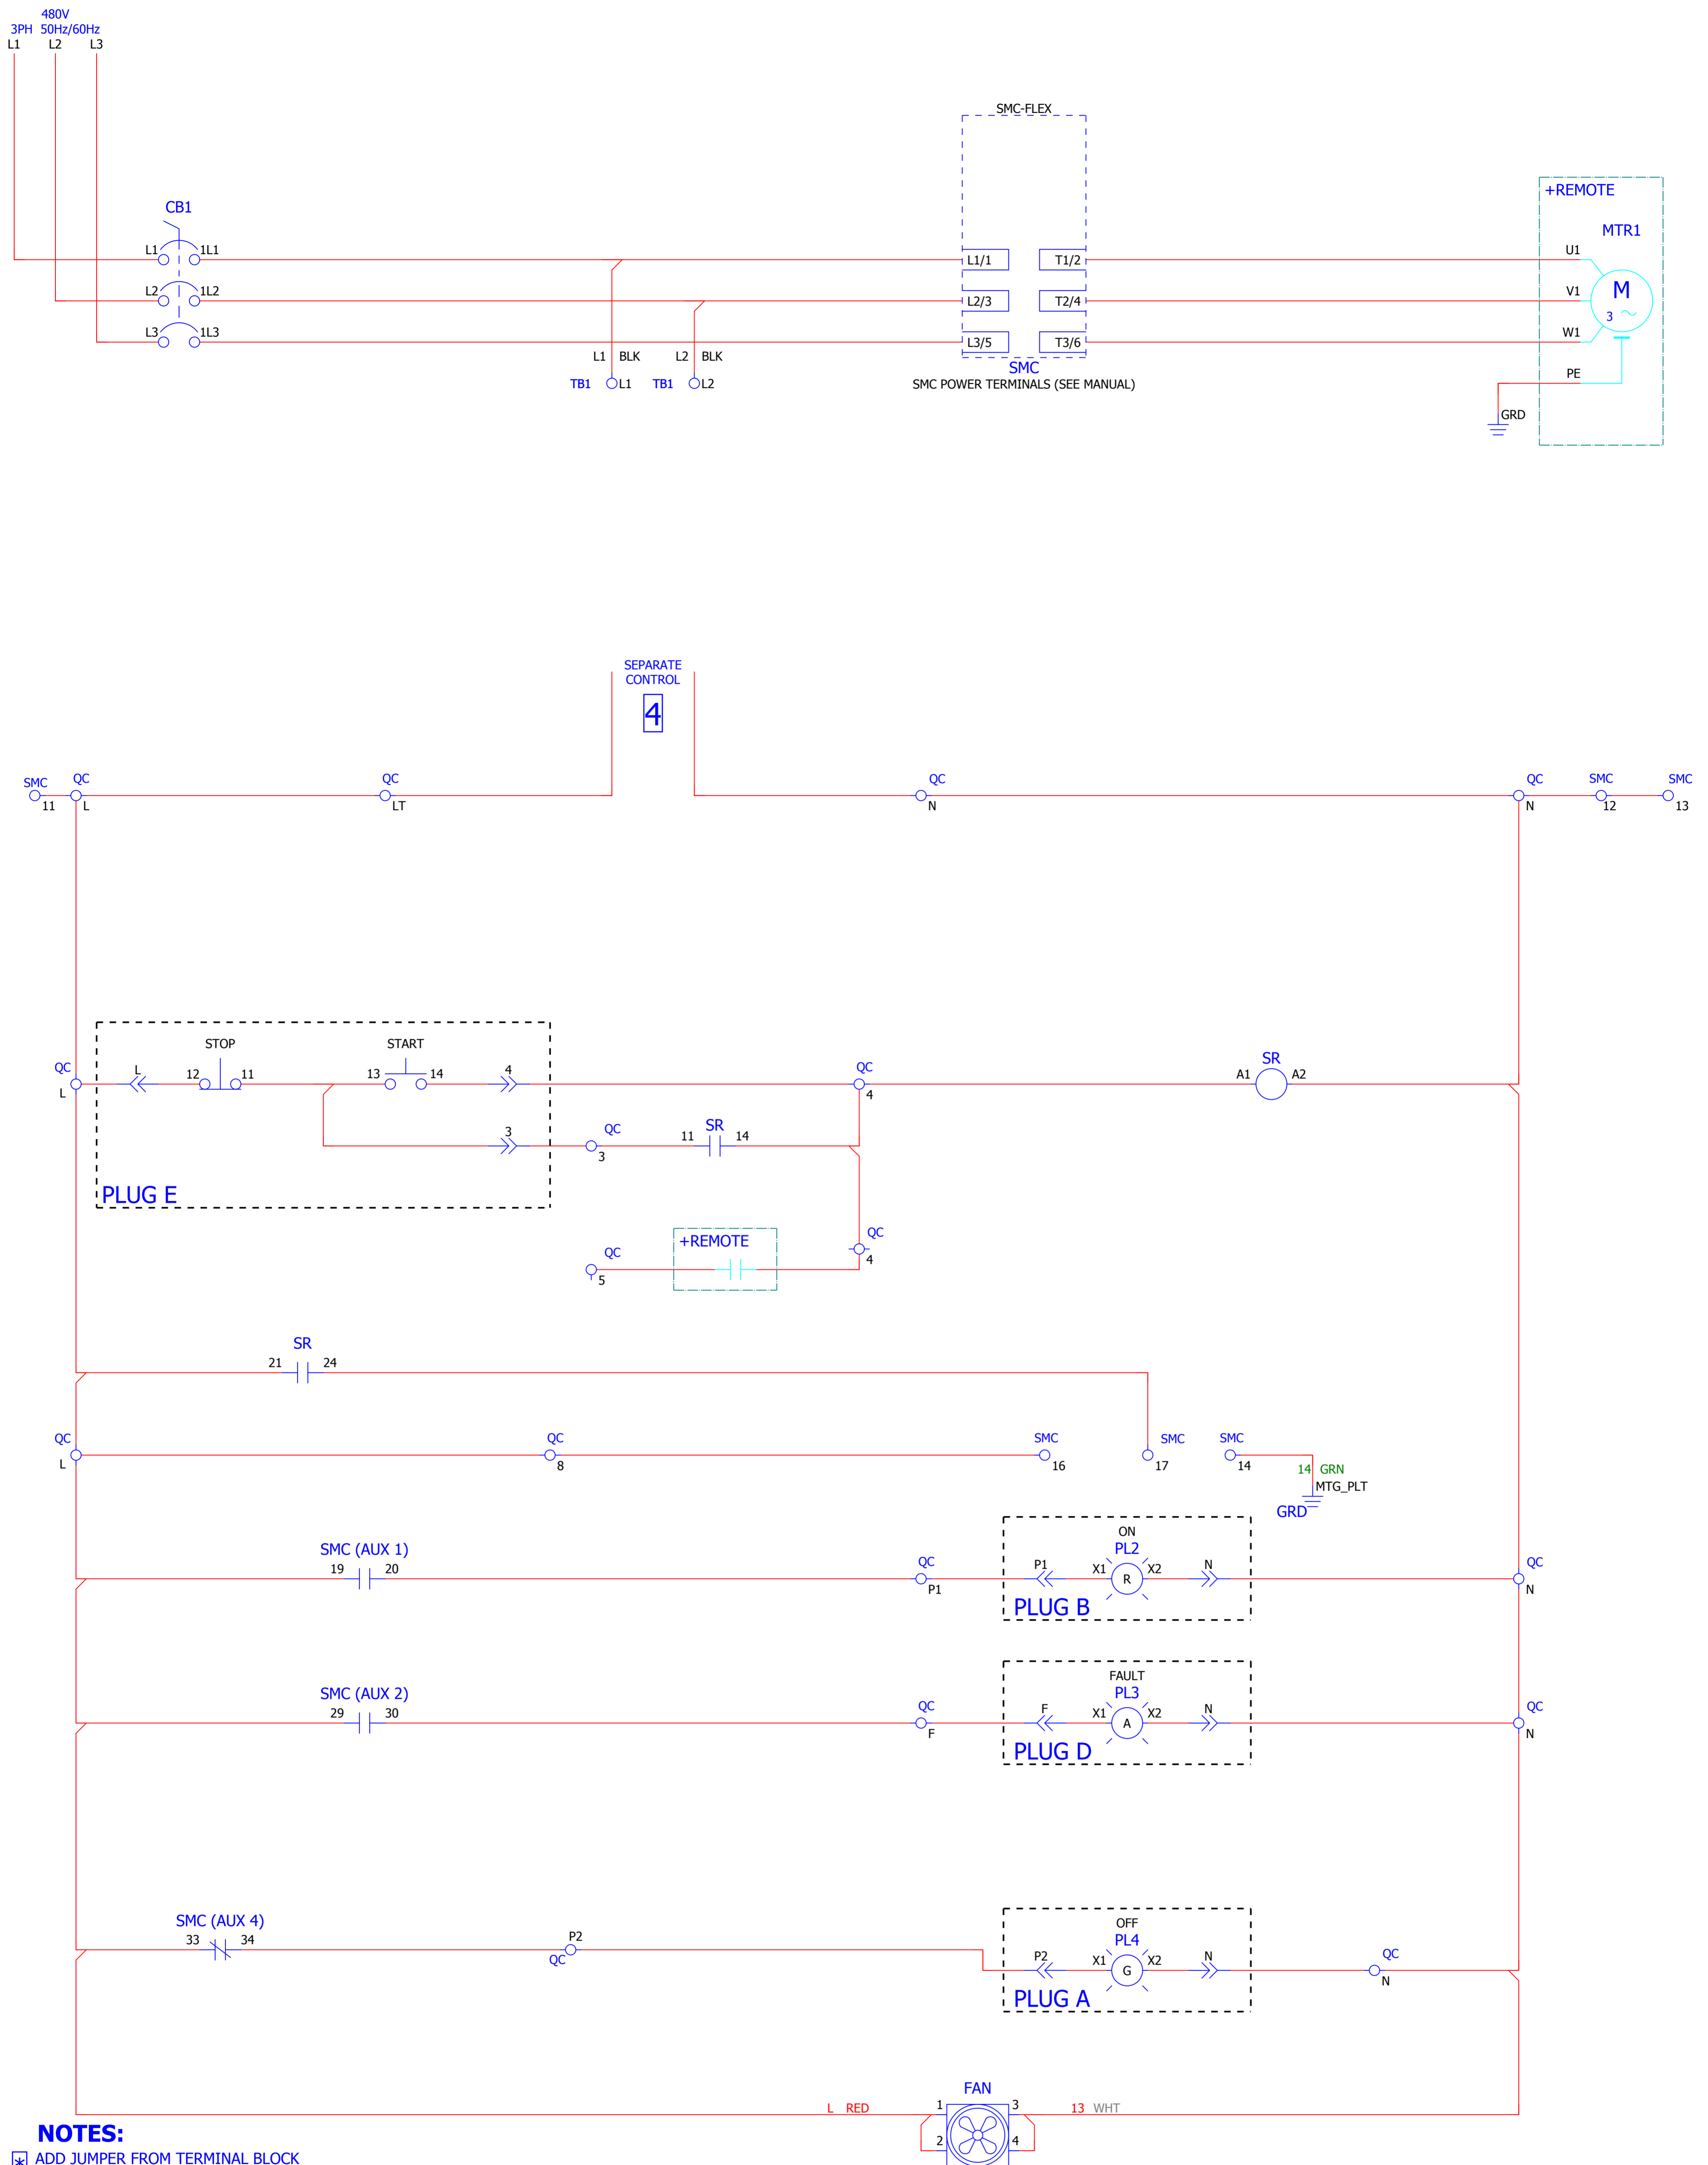 480V
3PH 50Hz/60Hz
L1 L2 L3
SMC-FLEX
+REMOTE
CB1
MTR1
L1 1L1 L1/1 T1/2 U1
L2 1L2 L2/3 T2/4 V1
M
3
L3 1L3 L3/5 T3/6 W1
L1 BLK L2 BLK
SMC
TB1 L1 TB1 L2
SMC POWER TERMINALS (SEE MANUAL)
PE
GRD
SEPARATE
CONTROL
4
SMC QC QC QC QC SMC SMC
11 L LT N N 12 13
STOP START
QC L 12 11 13 14 4 QC SR
L 4 A1 A2
3 QC 11 SR 14
3
PLUG E
+REMOTE QC
QC 4
5
SR
21 24
QC QC SMC SMC SMC
L 8 16 17 14
14 GRN
MTG_PLT
GRD
ON
SMC (AUX 1) PL2
19 20 QC P1 X1 R X2 N QC
P1 N
PLUG B
FAULT
SMC (AUX 2) PL3
29 30 QC F X1 A X2 N QC
F N
PLUG D
SMC (AUX 4) OFF
33 34 P2 PL4
QC P2 X1 G X2 N QC
N
PLUG A
FAN
L RED 1 3 13 WHT
2 4
NOTES:
* ADD JUMPER FROM TERMINAL BLOCK